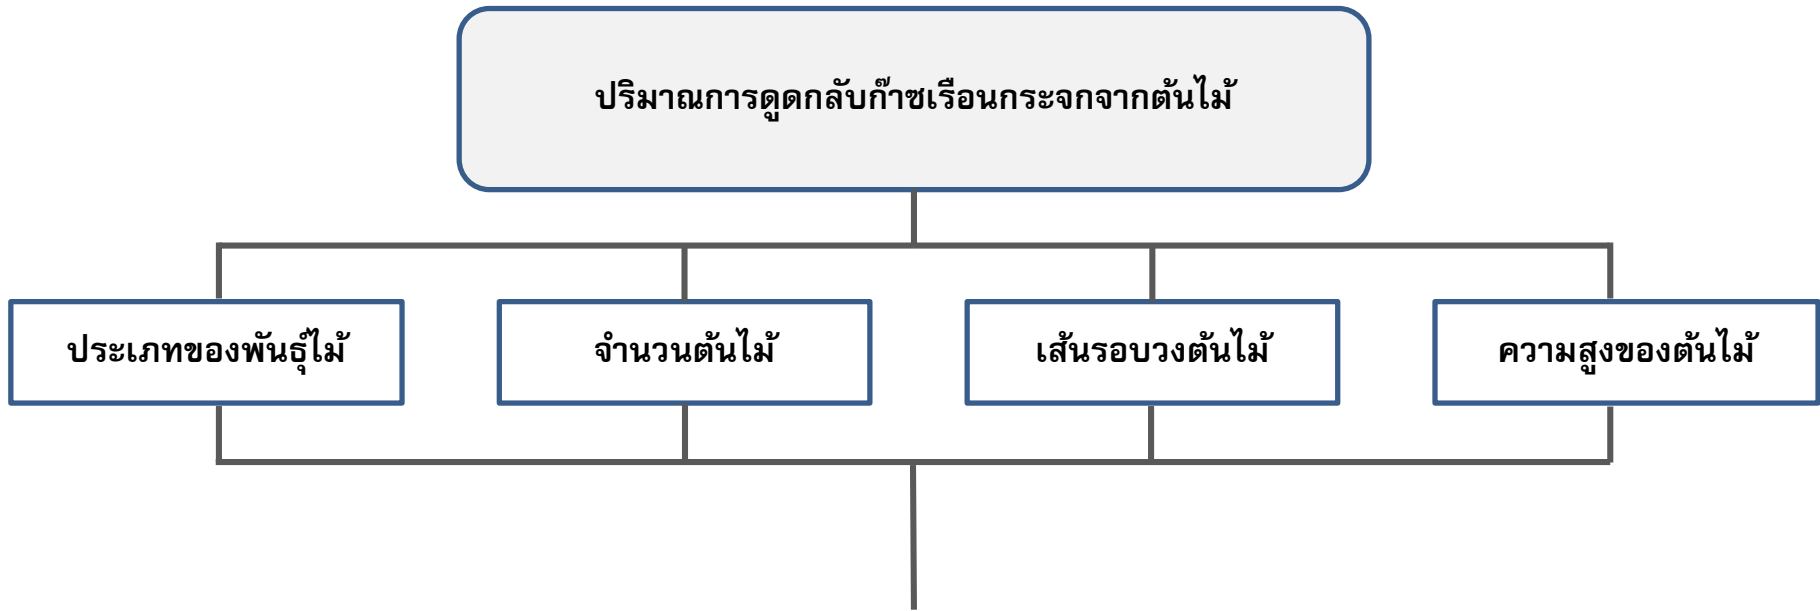 ปริมาณการดูดกลับก๊าซเรือนกระจกจากต้นไม้
ประเภทของพันธุ์ไม้
จำนวนต้นไม้
เส้นรอบวงต้นไม้
ความสูงของต้นไม้